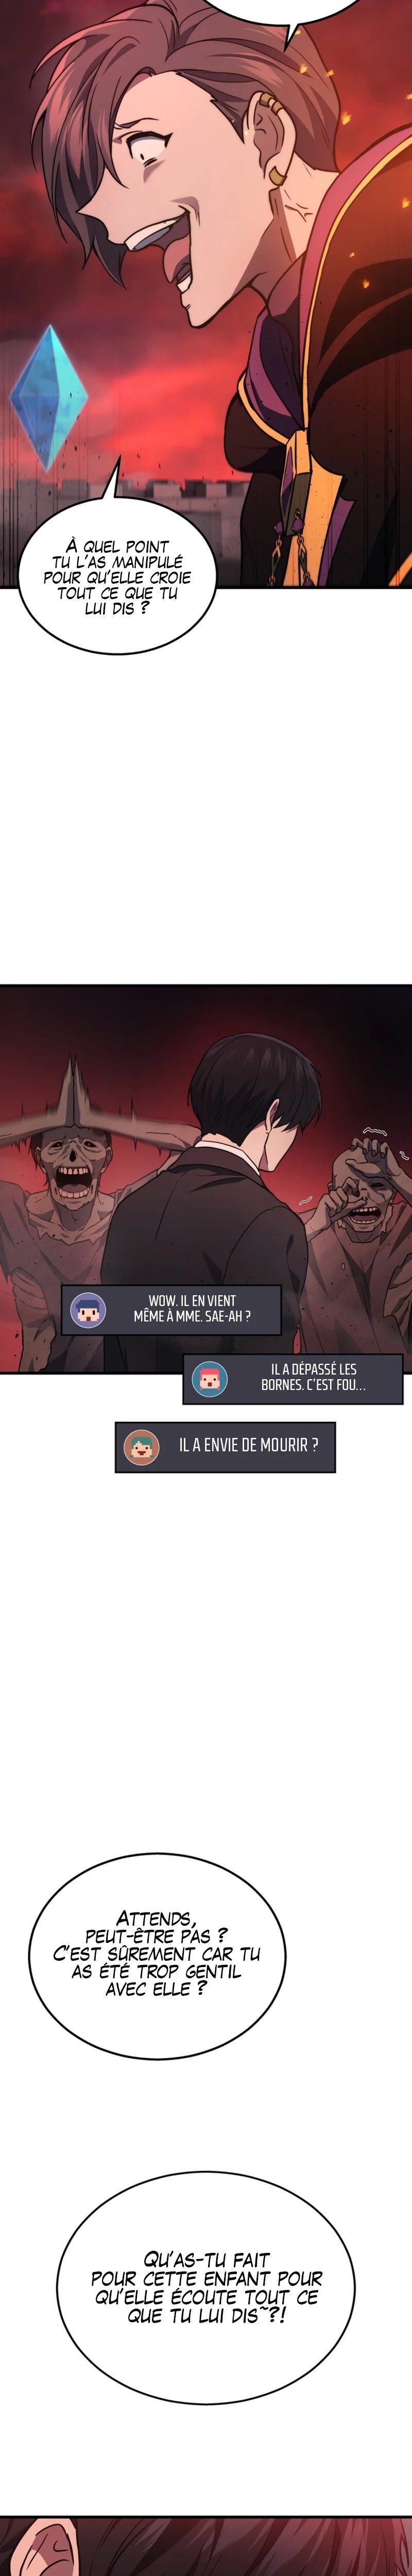 À QUEL POINT
TU L'AS MANIPULÉ
POUR QU'ELLE CROIE
TOUT CE QUE TU
LUI DIS ?
WOW. IL EN VIENT
MÊME À MME. SAE-AH ?
IL A DÉPASSÉ LES
BORNES. C'EST FOU...
IL A ENVIE DE MOURIR ?
ATTENDS,
PEUT-ÊTRE PAS ?
C'EST SÛREMENT CAR TU
AS ÉTÉ TROP GENTIL
AVEC ELLE ?
QU'AS-TU FAIT
POUR CETTE ENFANT POUR
QU'ELLE ÉCOUTE TOUT CE
QUE TU LUI DIS~?!